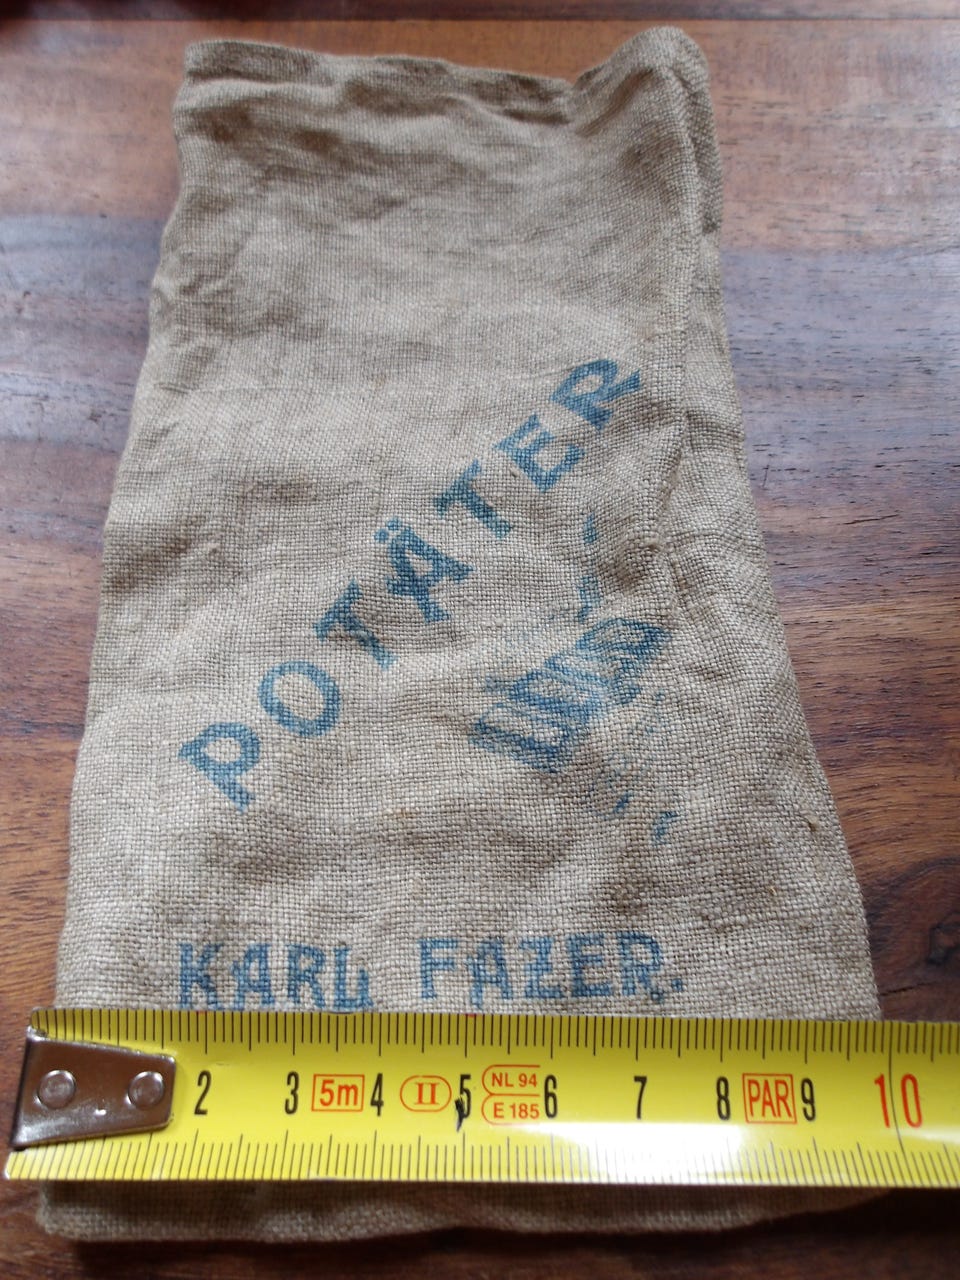 POTÄTER
KARL FAZER.
2 3 5m 4 II 5 NL 94 E 185 6 7 8 PAR 9 10